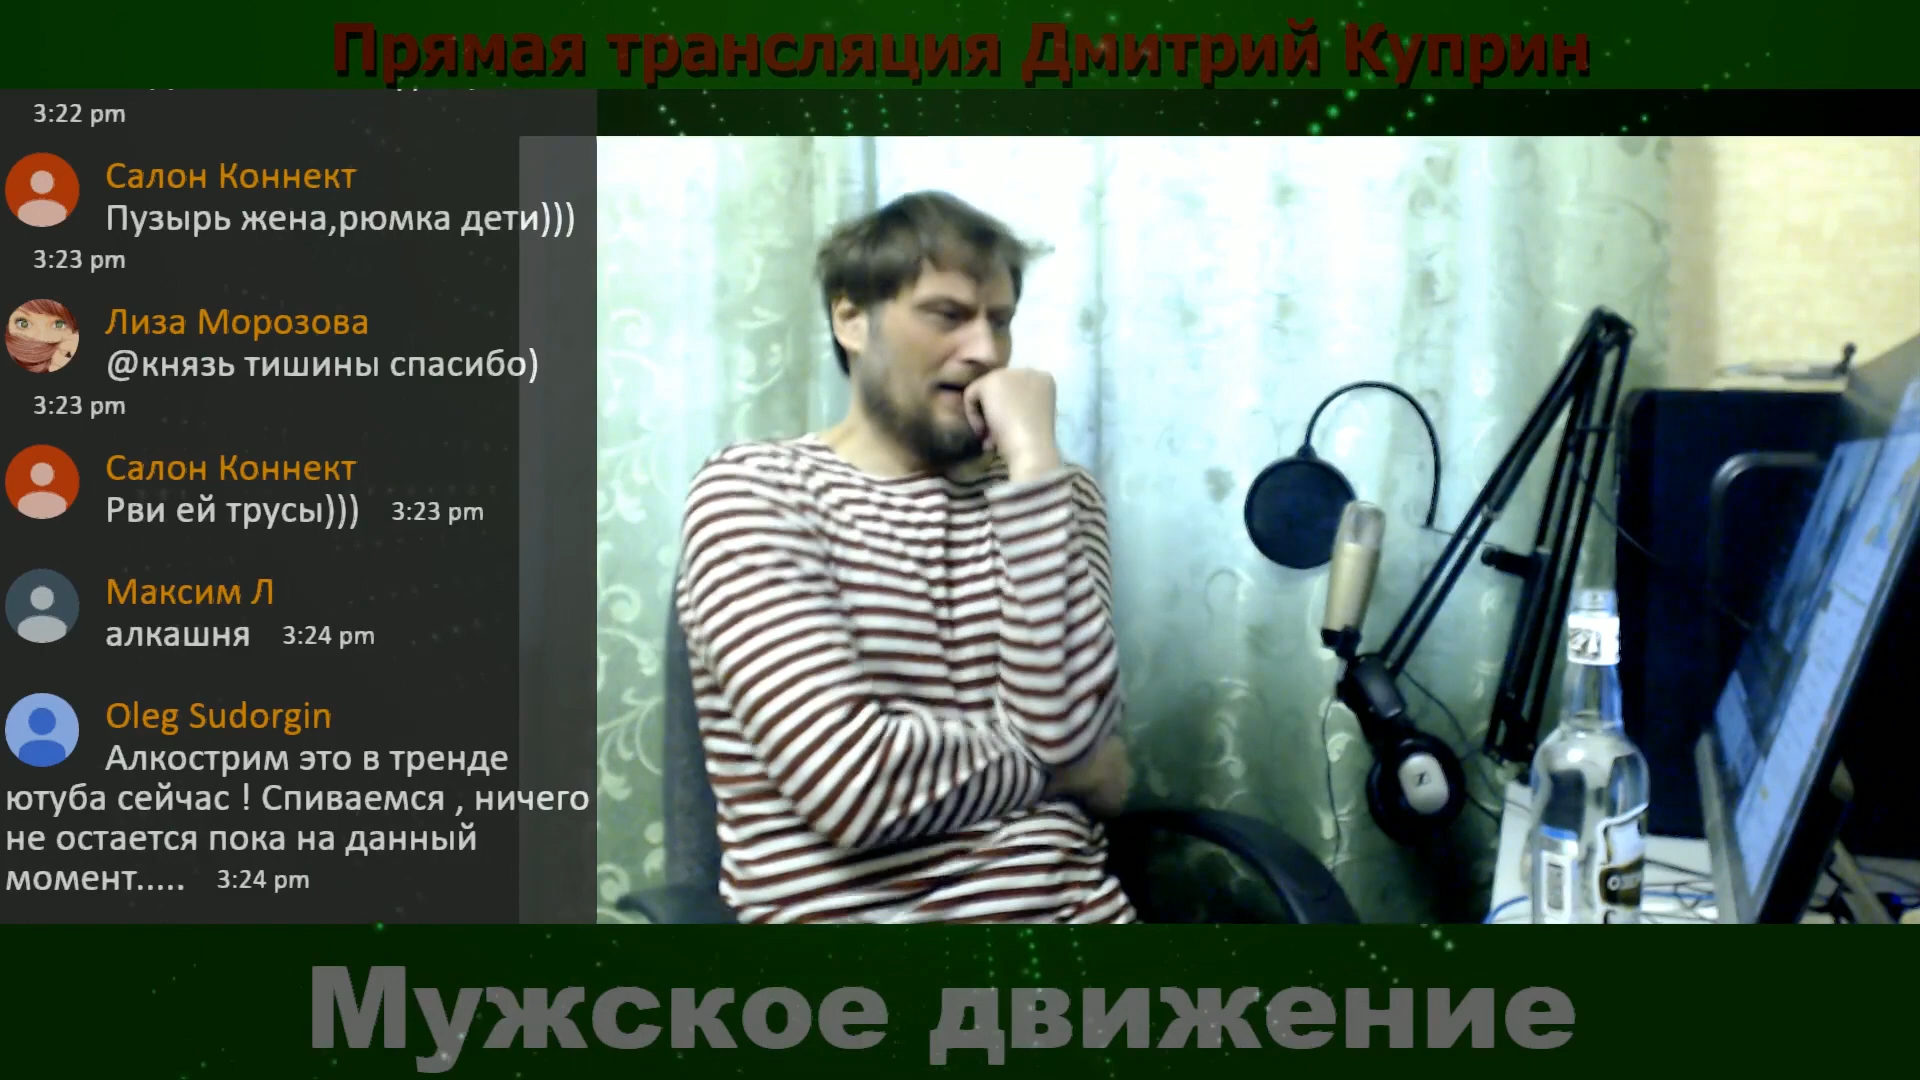 Прямая трансляция Дмитрий Куприн
3:22 pm
Салон Коннект
Пузырь жена,рюмка дети)))
3:23 pm
Лиза Морозова
@князь тишины спасибо)
3:23 pm
Салон Коннект
Рви ей трусы))) 3:23 pm
Максим Л
алкашня 3:24 pm
Oleg Sudorgin
Алкострим это в тренде
ютуба сейчас ! Спиваемся , ничего
не остается пока на данный
момент..... 3:24 pm
Мужское движение